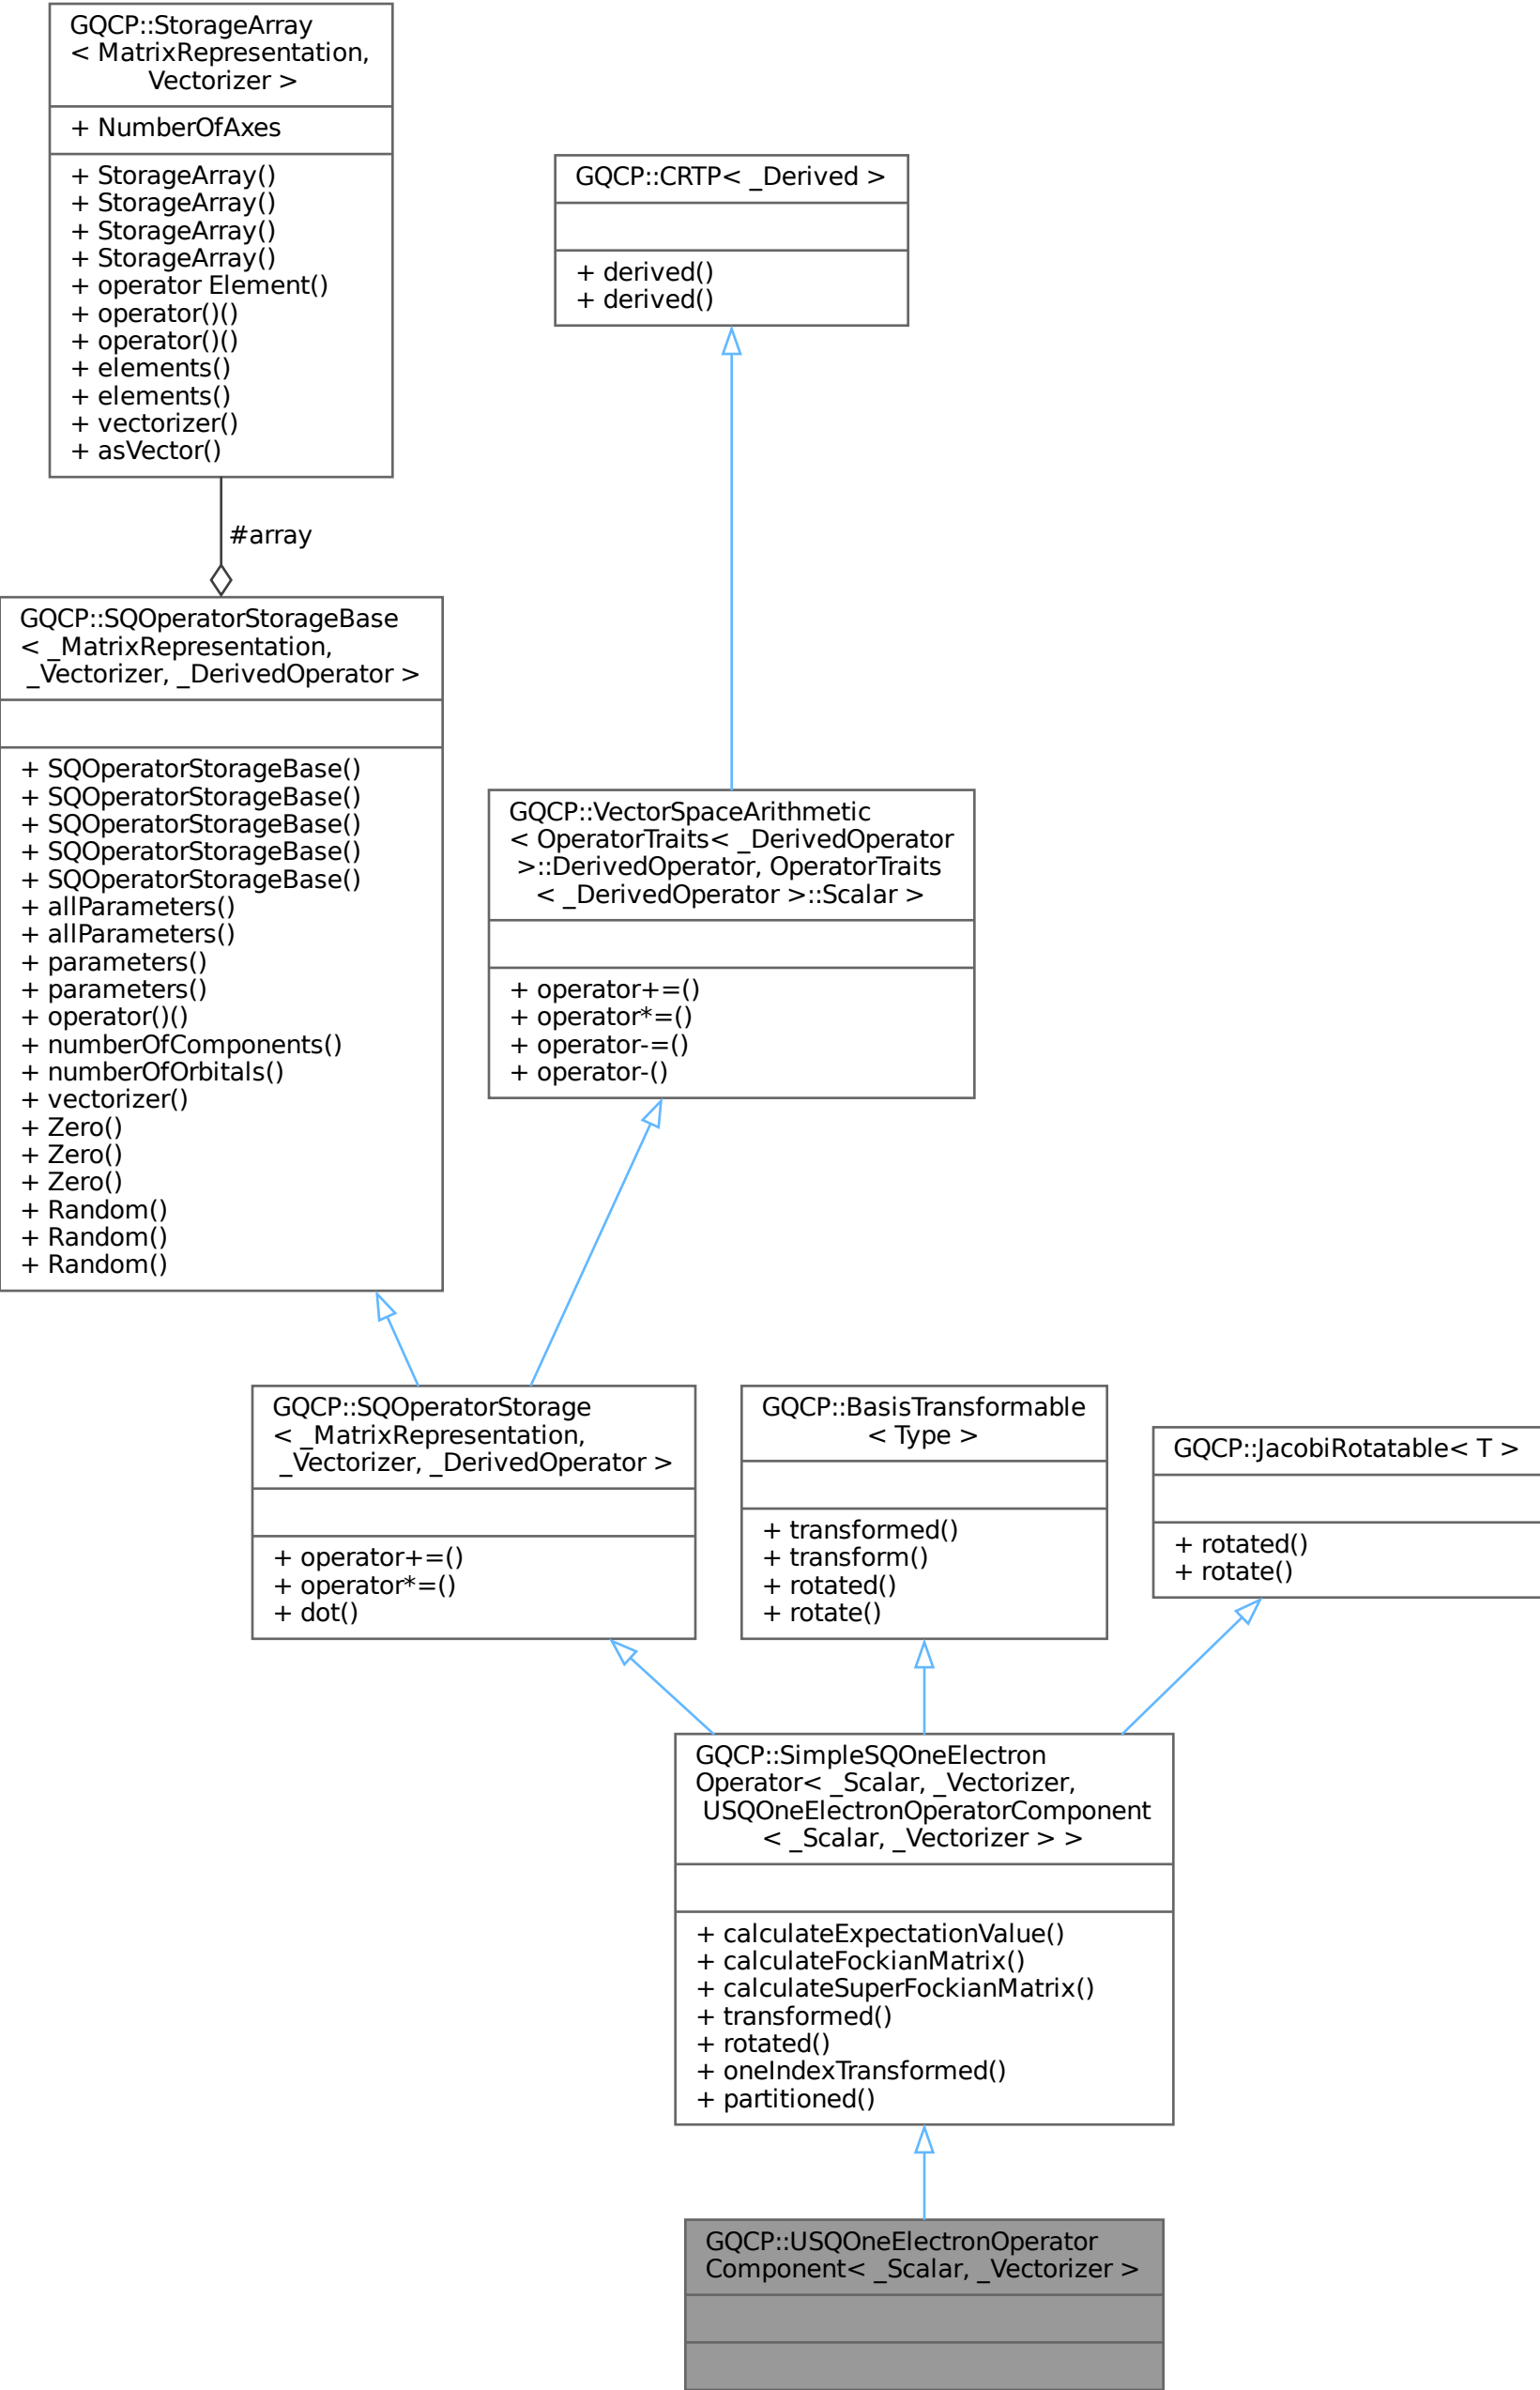 GQCP::StorageArray
< MatrixRepresentation,
Vectorizer >
+ NumberOfAxes
+ StorageArray()
+ StorageArray()
+ StorageArray()
+ StorageArray()
+ operator Element()
+ operator()()
+ operator()()
+ elements()
+ elements()
+ vectorizer()
+ asVector()
GQCP::CRTP< _Derived >
+ derived()
+ derived()
#array
GQCP::SQOperatorStorageBase
< _MatrixRepresentation,
_Vectorizer, _DerivedOperator >
+ SQOperatorStorageBase()
+ SQOperatorStorageBase()
+ SQOperatorStorageBase()
+ SQOperatorStorageBase()
+ SQOperatorStorageBase()
+ allParameters()
+ allParameters()
+ parameters()
+ parameters()
+ operator()()
+ numberOfComponents()
+ numberOfOrbitals()
+ vectorizer()
+ Zero()
+ Zero()
+ Zero()
+ Random()
+ Random()
+ Random()
GQCP::VectorSpaceArithmetic
< OperatorTraits< _DerivedOperator
>::DerivedOperator, OperatorTraits
< _DerivedOperator >::Scalar >
+ operator+=()
+ operator*=()
+ operator-=()
+ operator-()
GQCP::SQOperatorStorage
< _MatrixRepresentation,
_Vectorizer, _DerivedOperator >
+ operator+=()
+ operator*=()
+ dot()
GQCP::BasisTransformable
< Type >
+ transformed()
+ transform()
+ rotated()
+ rotate()
GQCP::JacobiRotatable< T >
+ rotated()
+ rotate()
GQCP::SimpleSQOneElectron
Operator< _Scalar, _Vectorizer,
USQOneElectronOperatorComponent
< _Scalar, _Vectorizer > >
+ calculateExpectationValue()
+ calculateFockianMatrix()
+ calculateSuperFockianMatrix()
+ transformed()
+ rotated()
+ oneIndexTransformed()
+ partitioned()
GQCP::USQOneElectronOperator
Component< _Scalar, _Vectorizer >